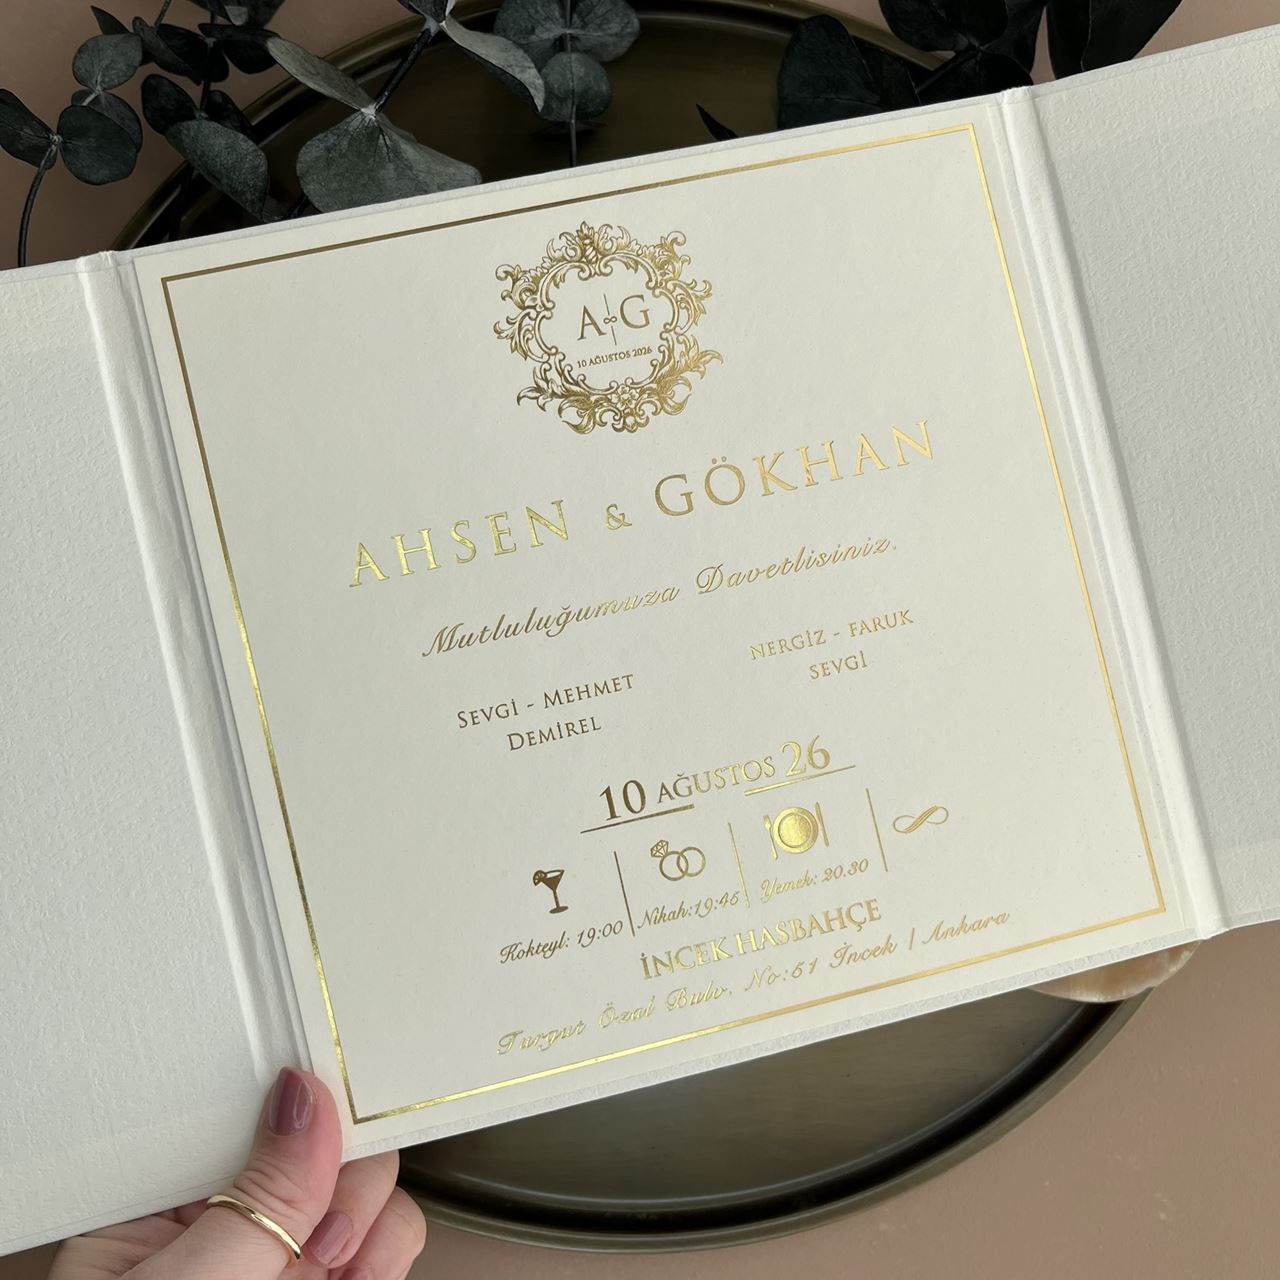 A G
10 AĞUSTOS 2026
AHSEN & GÖKHAN
Mutluluğumuza Davetlisiniz.
SEVGİ - MEHMET
DEMİREL
NERGİZ - FARUK
SEVGİ
10 AĞUSTOS 26
Kokteyl: 19:00
Nikah:19:45
Yemek: 20.30
İNCEK HASBAHÇE
Turgut Özal Bulv. No:51 İncek | Ankara